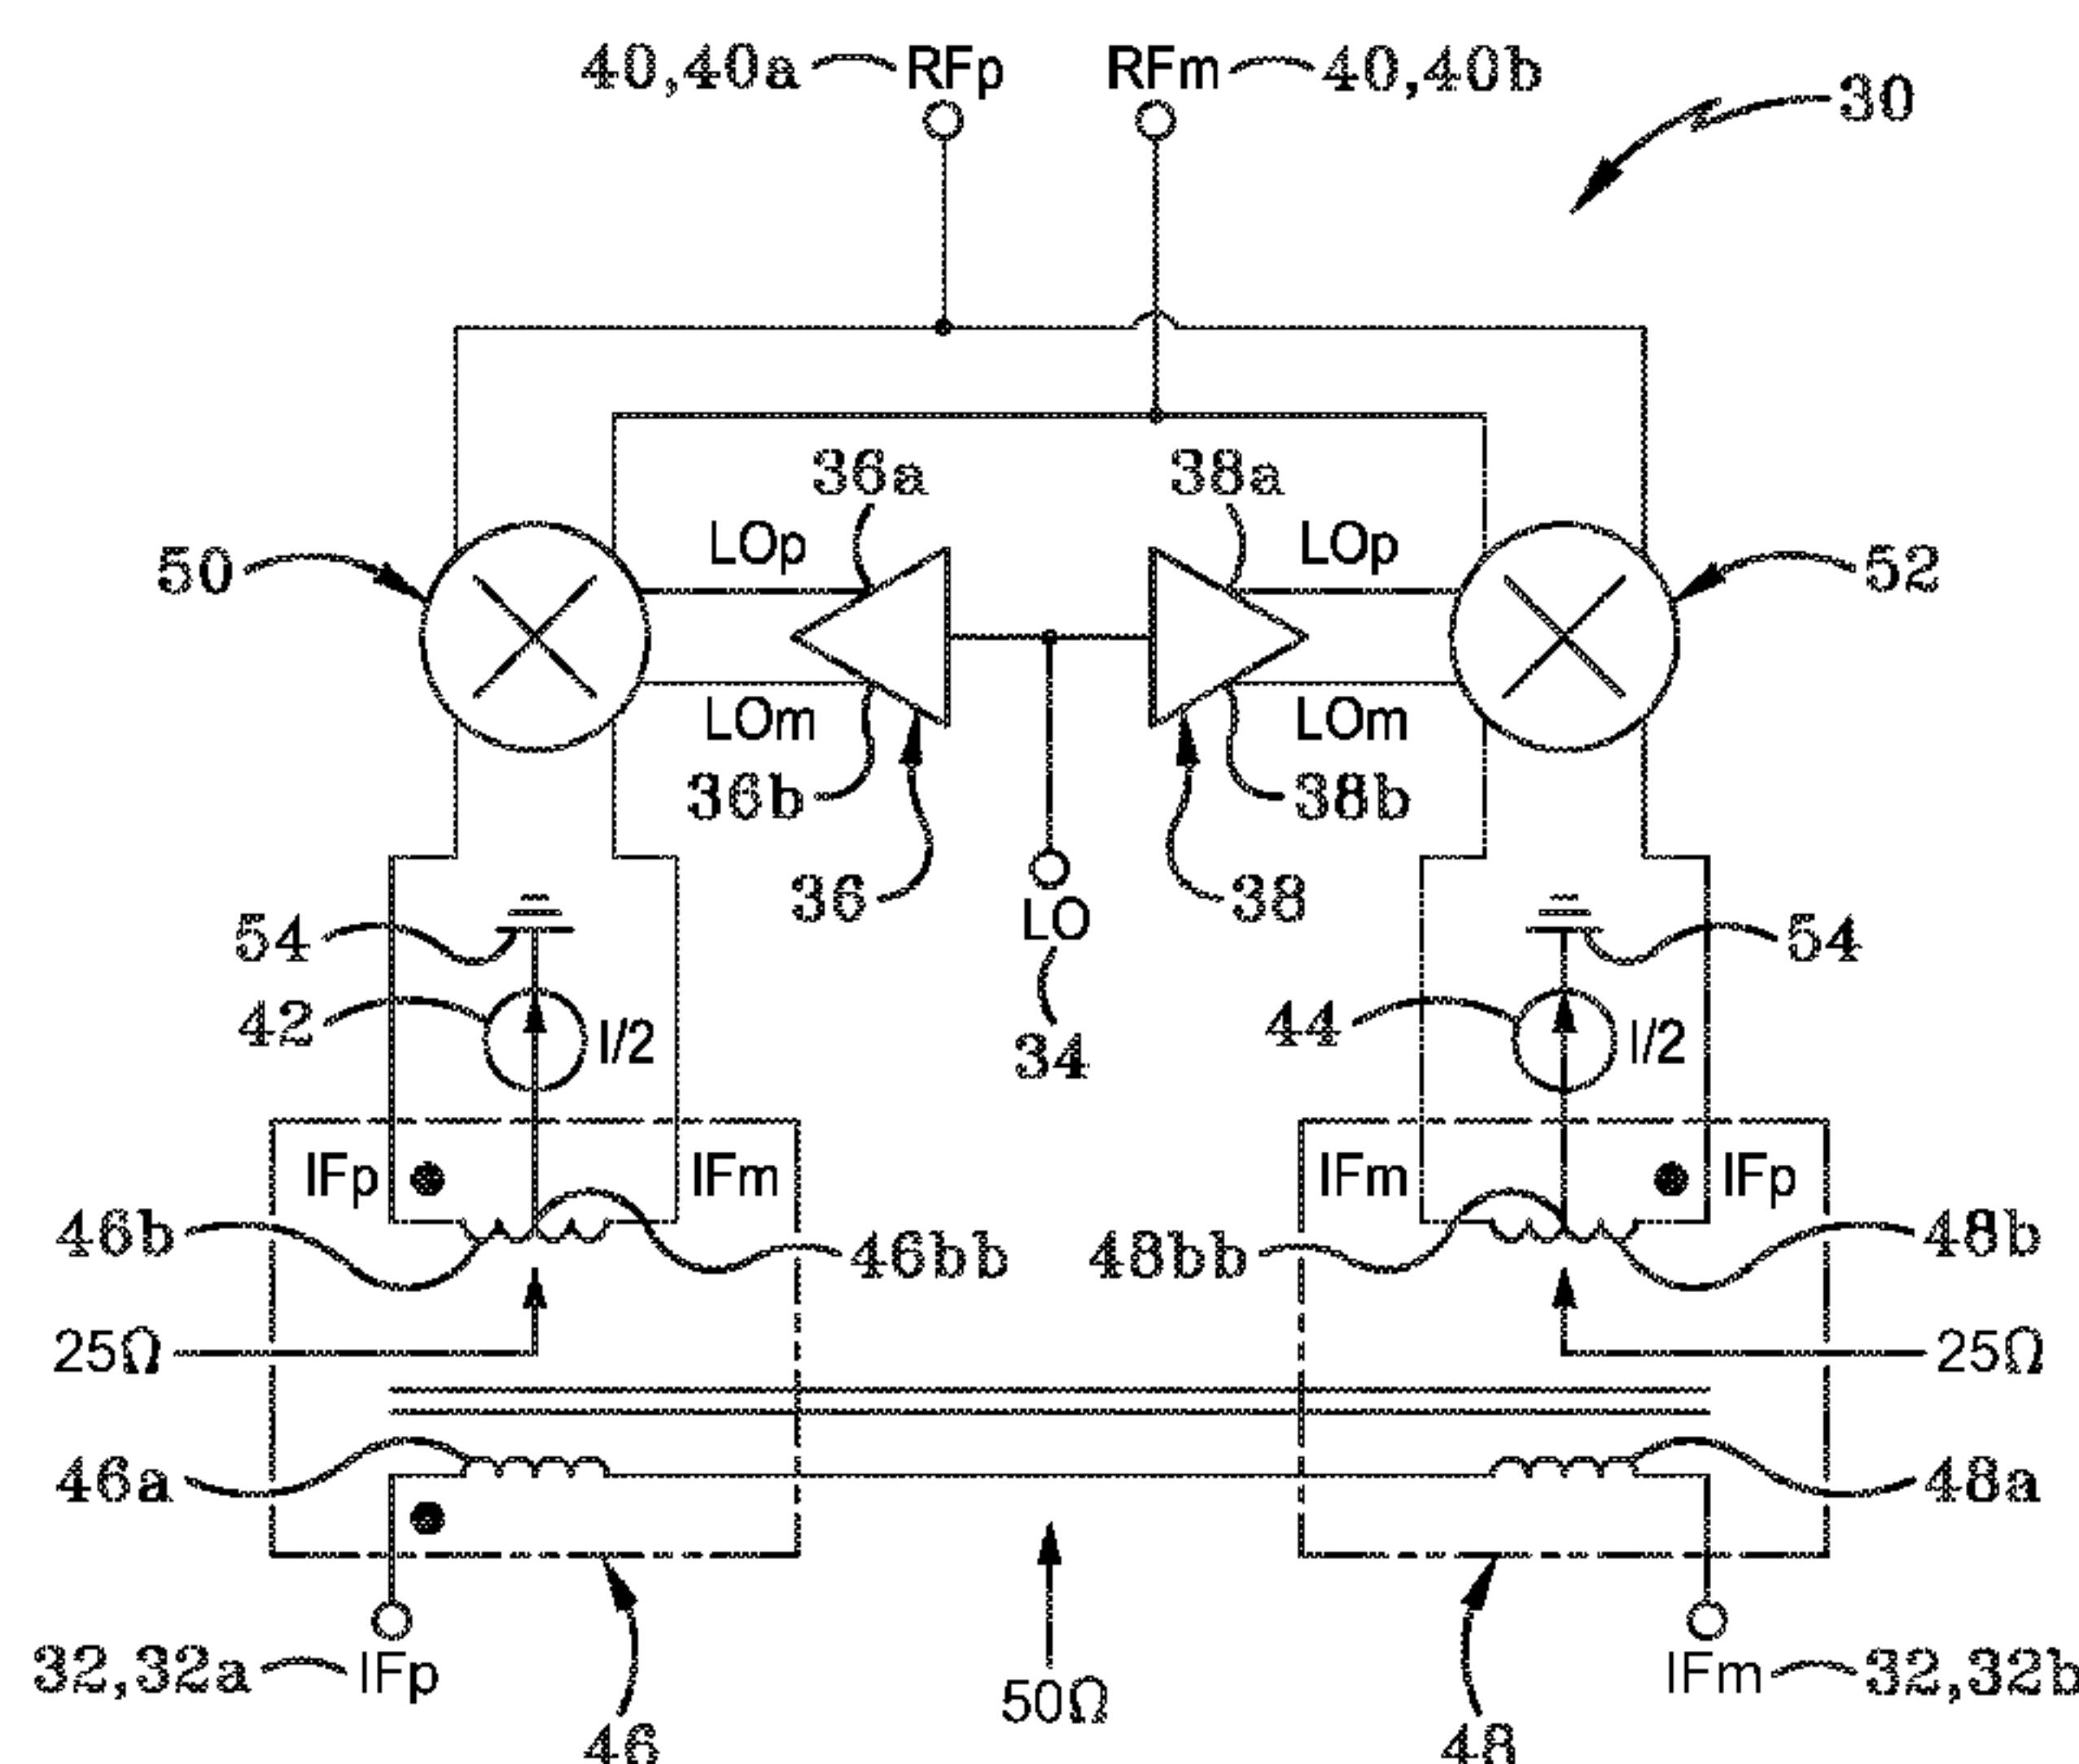 40,40a RFp RFm 40,40b
30
36a 38a
LOp LOp
50 52
LOm LOm
36b 38b
36 38
LO
54 54
42 I/2 44 I/2
34
IFp IFm IFm IFp
46b 46bb 48bb 48b
25Ω 25Ω
46a 48a
32,32a IFp IFm 32,32b
50Ω
46 48